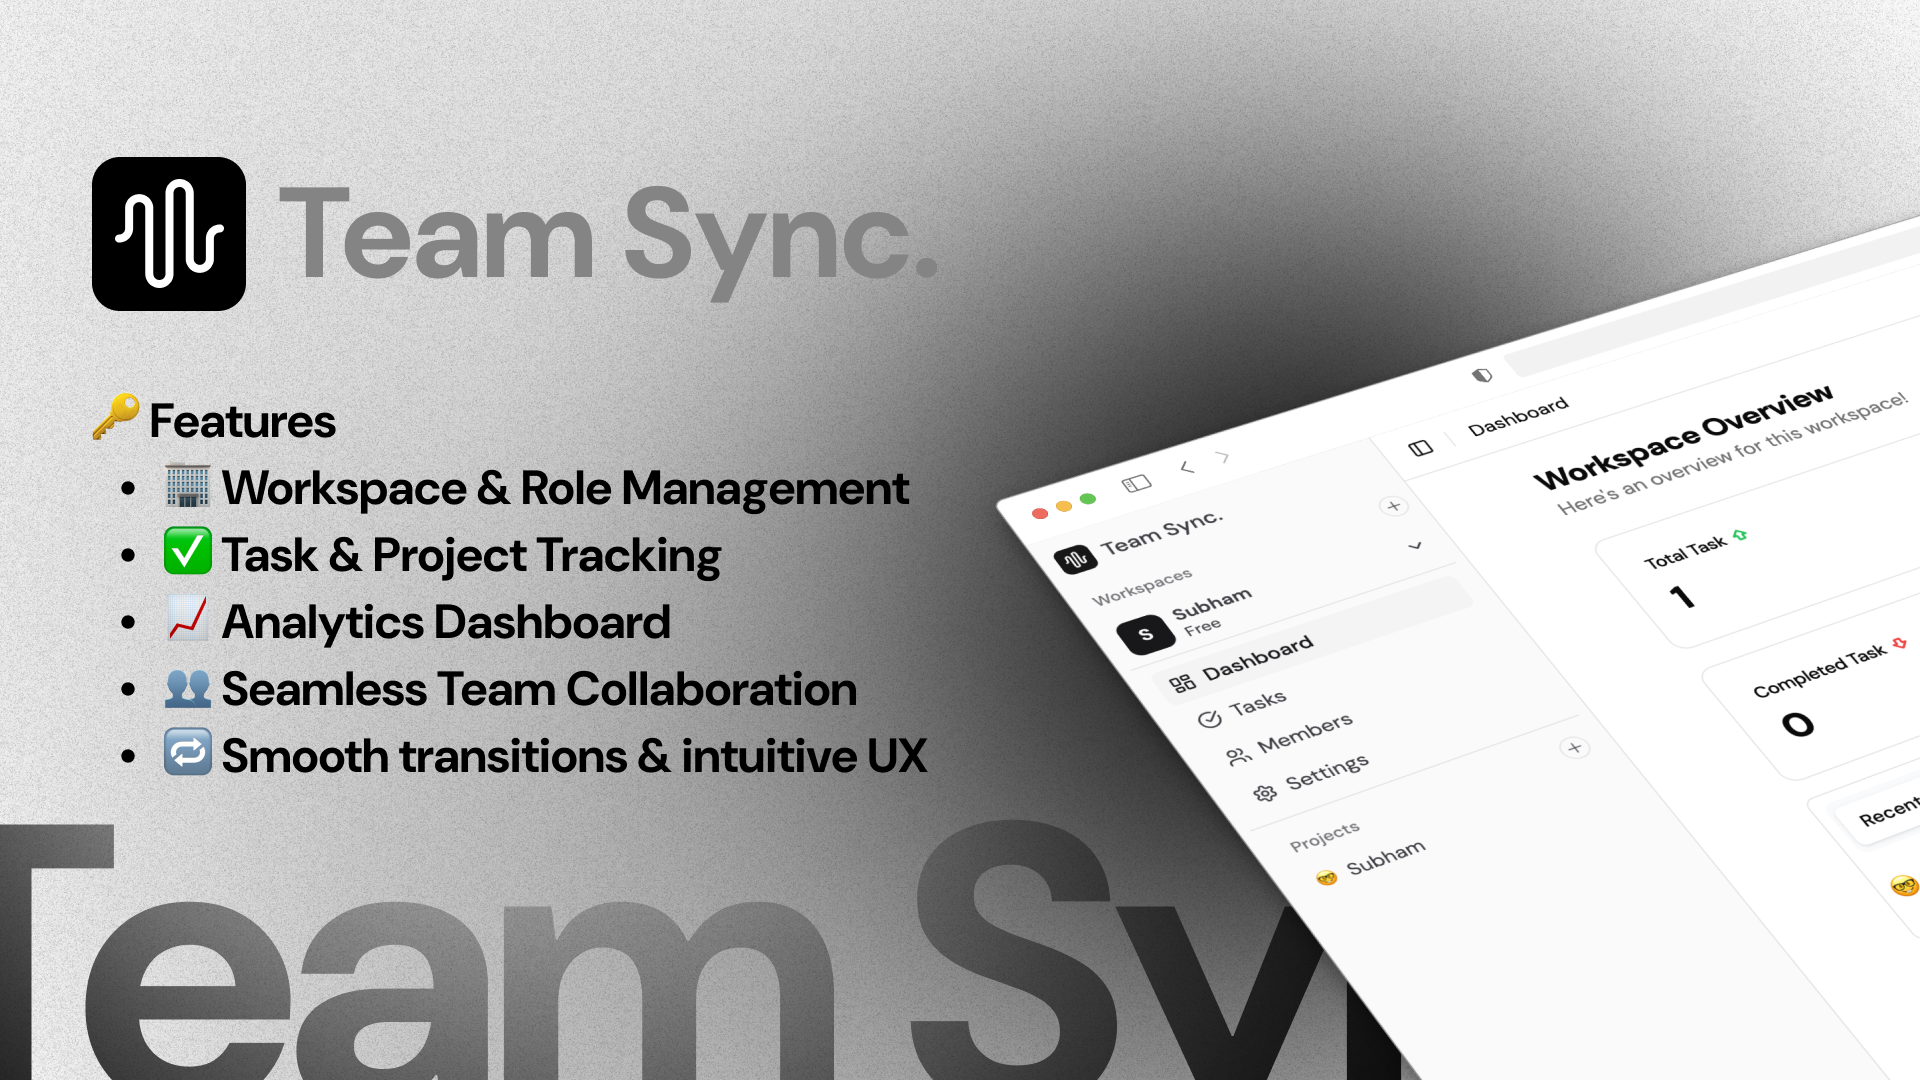 Team Sync.
🔑 Features
• 🏢 Workspace & Role Management
• ✅ Task & Project Tracking
• 📈 Analytics Dashboard
• 👥 Seamless Team Collaboration
• 🔁 Smooth transitions & intuitive UX
Team Syn
Team Sync.
Workspaces
S
Subham
Free
Dashboard
Tasks
Members
Settings
Projects
🤓 Subham
Dashboard
Workspace Overview
Here's an overview for this workspace!
Total Task
1
Completed Task
0
Recent